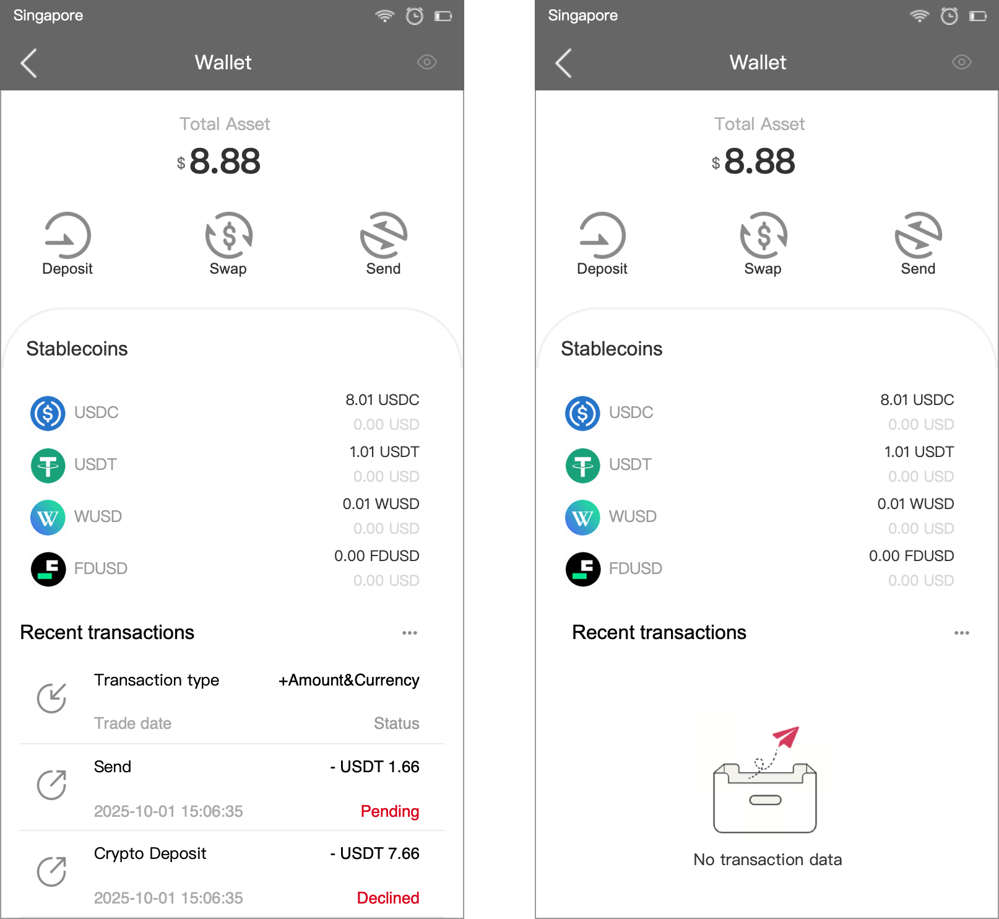 Singapore
Wallet
Total Asset
$ 8.88
Deposit Swap Send
Stablecoins
USDC 8.01 USDC
0.00 USD
USDT 1.01 USDT
0.00 USD
WUSD 0.01 WUSD
0.00 USD
FDUSD 0.00 FDUSD
0.00 USD
Recent transactions
Transaction type +Amount&Currency
Trade date Status
Send - USDT 1.66
2025-10-01 15:06:35 Pending
Crypto Deposit - USDT 7.66
2025-10-01 15:06:35 Declined
Singapore
Wallet
Total Asset
$ 8.88
Deposit Swap Send
Stablecoins
USDC 8.01 USDC
0.00 USD
USDT 1.01 USDT
0.00 USD
WUSD 0.01 WUSD
0.00 USD
FDUSD 0.00 FDUSD
0.00 USD
Recent transactions
No transaction data